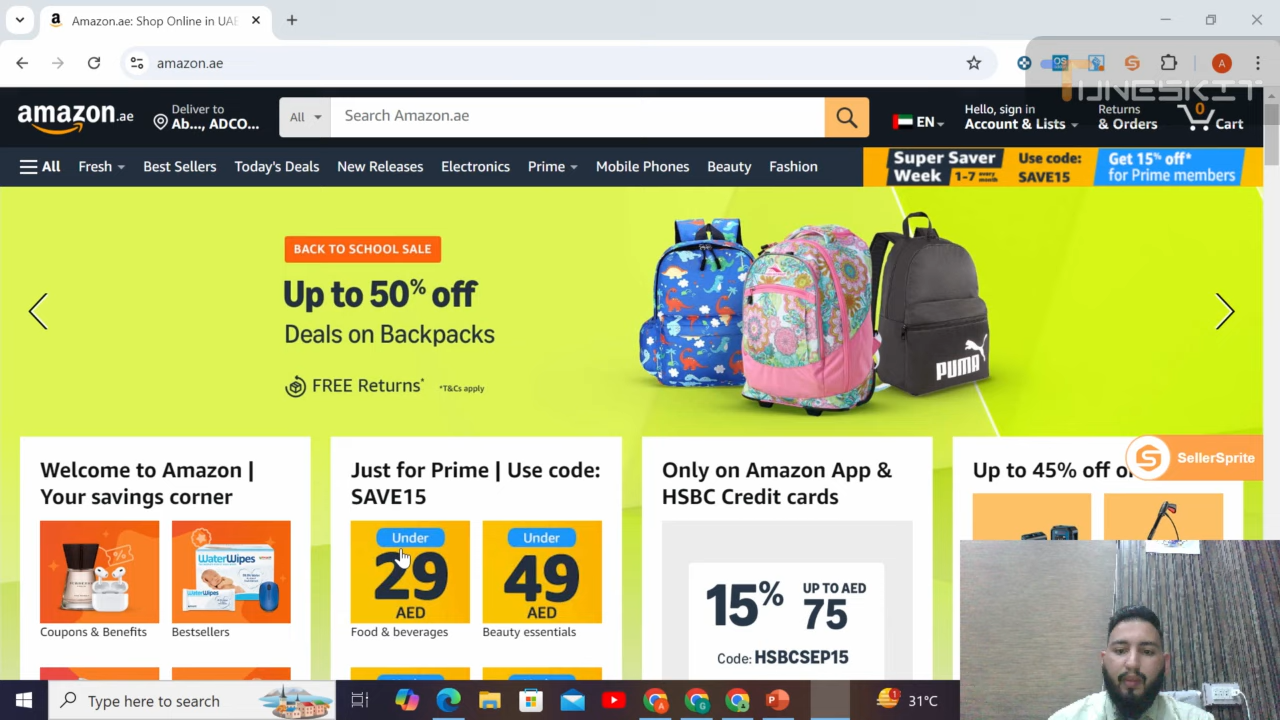 Amazon.ae: Shop Online in UAE
amazon.ae
TUNESKIT
amazon.ae
Deliver to
Ab..., ADCO...
All
Search Amazon.ae
EN
Hello, sign in
Account & Lists
Returns
& Orders
0
Cart
All
Fresh
Best Sellers
Today's Deals
New Releases
Electronics
Prime
Mobile Phones
Beauty
Fashion
Super Saver
Week 1-7 every month
Use code:
SAVE15
Get 15% off*
for Prime members
BACK TO SCHOOL SALE
Up to 50% off
Deals on Backpacks
FREE Returns*
*T&Cs apply
PUMA
SellerSprite
Welcome to Amazon |
Your savings corner
WaterWipes
Coupons & Benefits
Bestsellers
Just for Prime | Use code:
SAVE15
Under
29
AED
Food & beverages
Under
49
AED
Beauty essentials
Only on Amazon App &
HSBC Credit cards
15%
UP TO AED
75
Code: HSBCSEP15
Up to 45% off
Type here to search
31°C